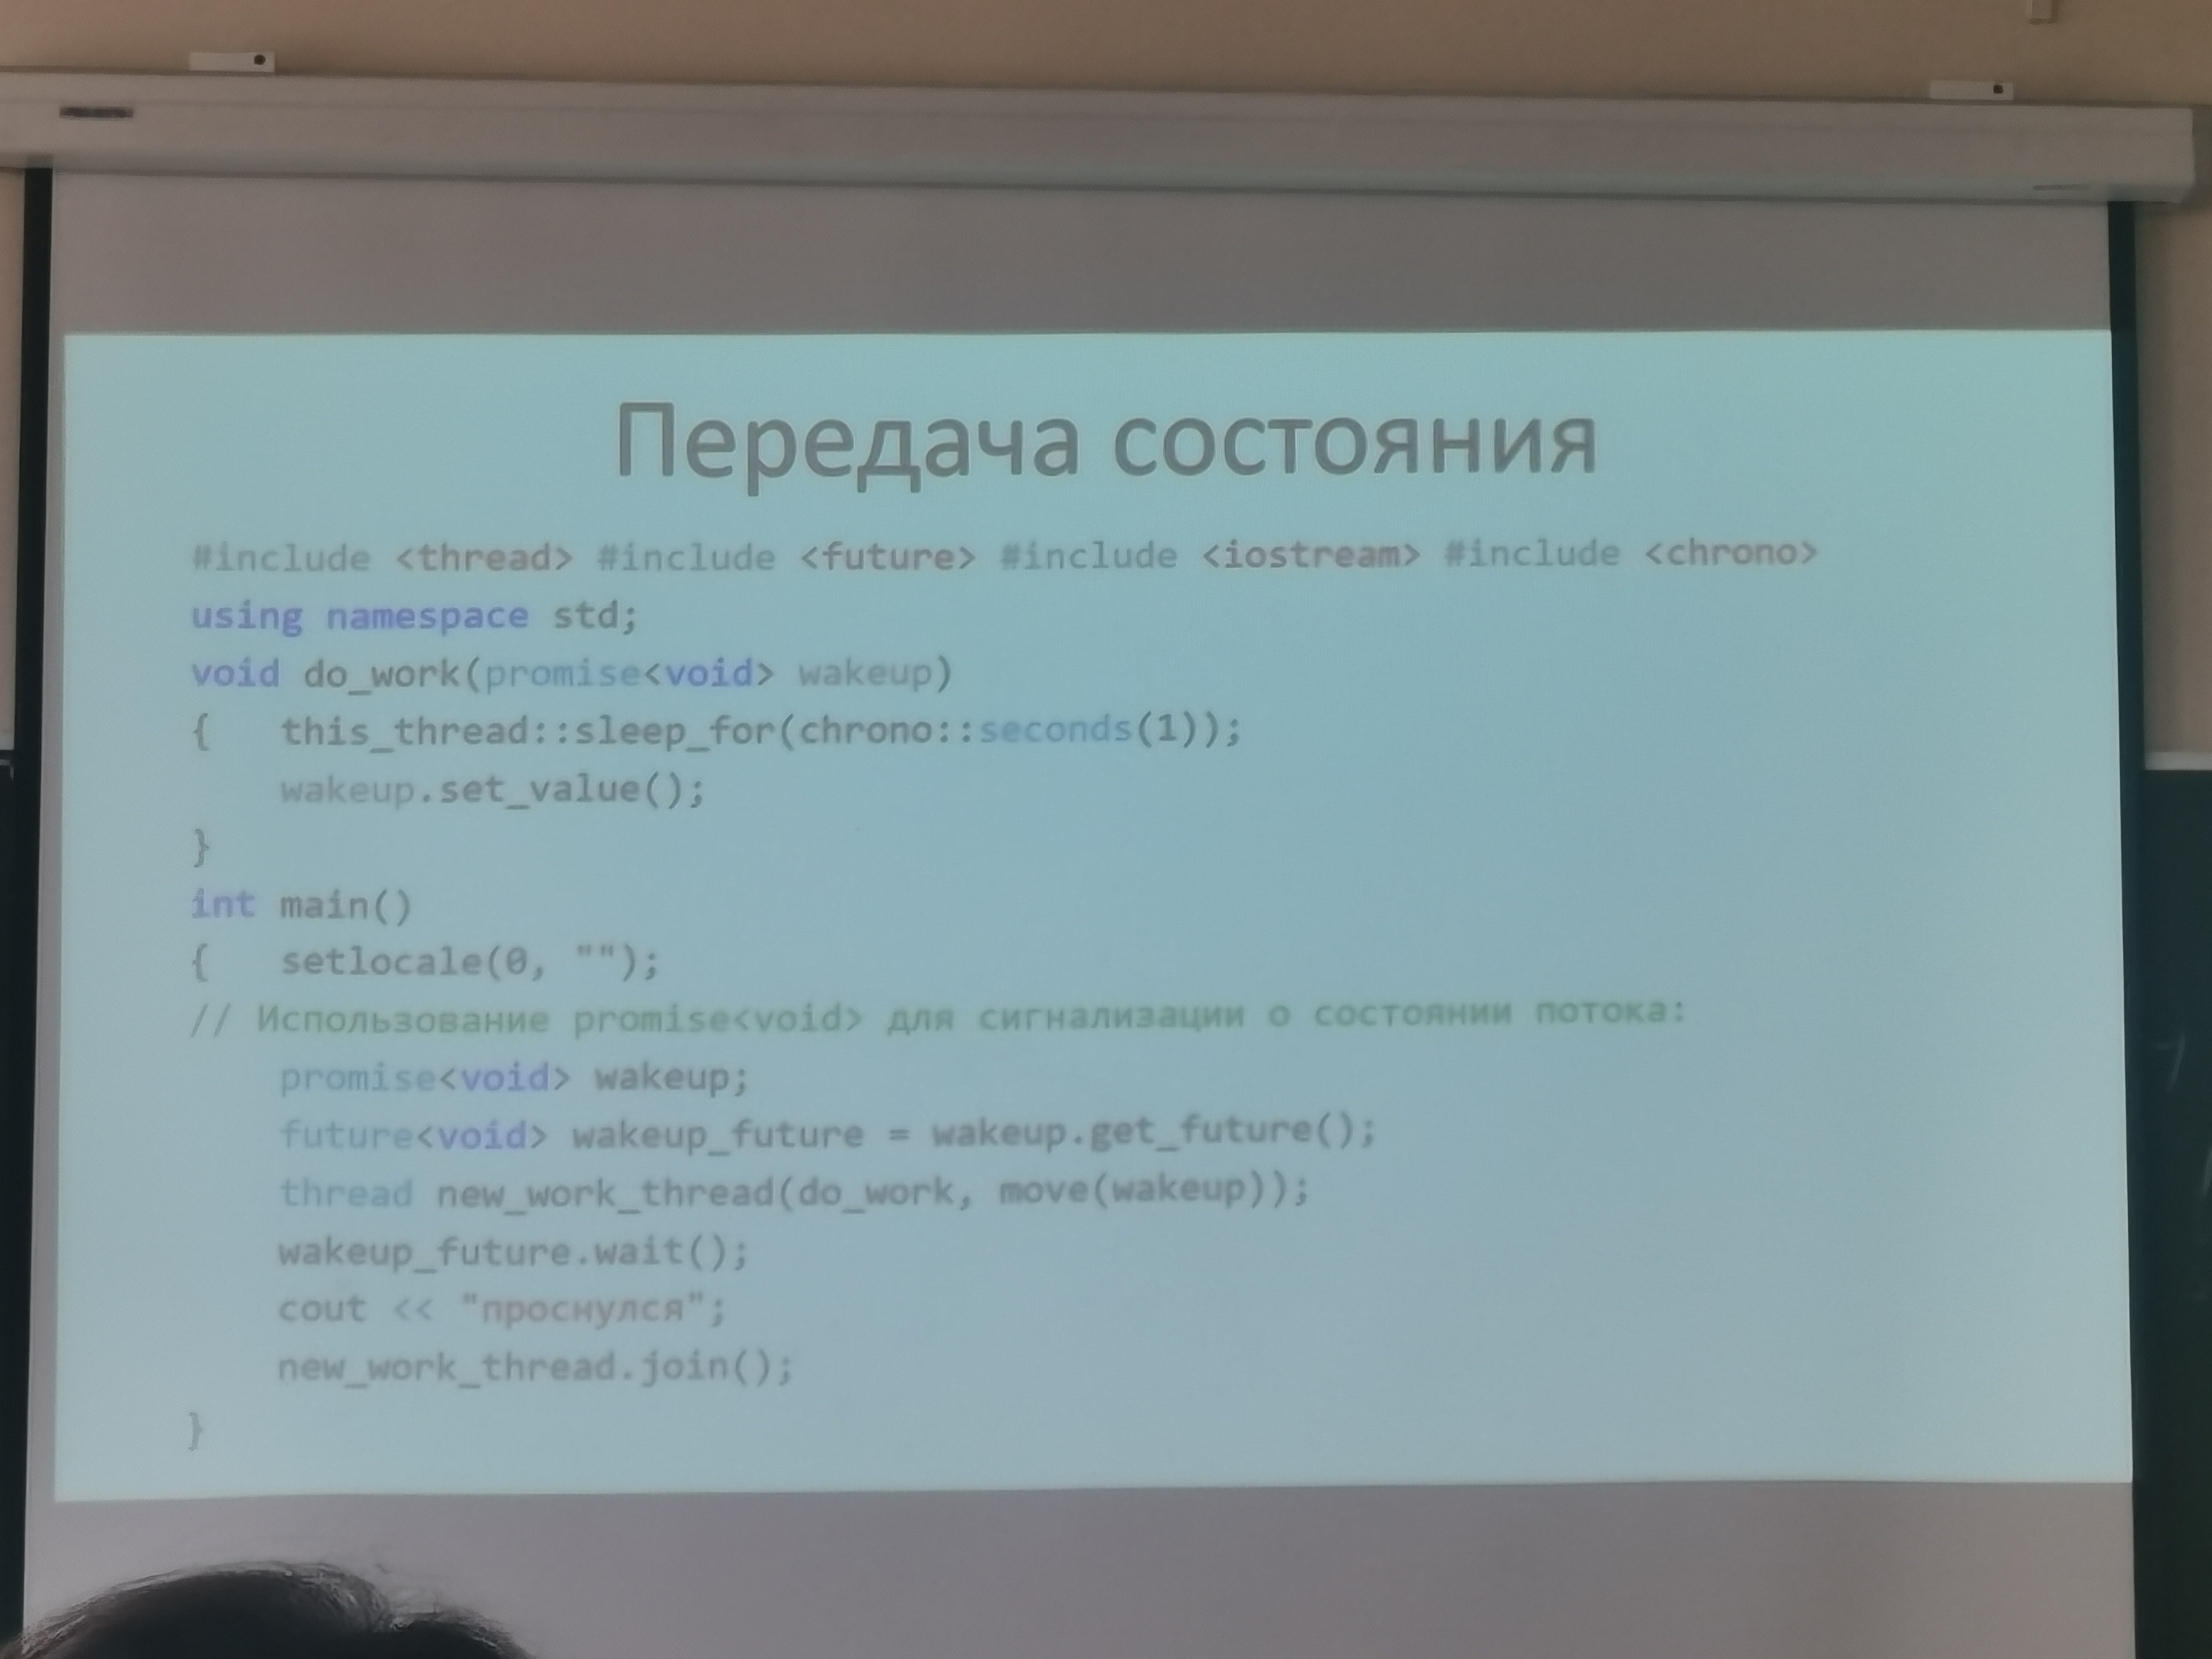 Передача состояния
#include <thread> #include <future> #include <iostream> #include <chrono>
using namespace std;
void do_work(promise<void> wakeup)
{   this_thread::sleep_for(chrono::seconds(1));
    wakeup.set_value();
}
int main()
{   setlocale(0, "");
// Использование promise<void> для сигнализации о состоянии потока:
    promise<void> wakeup;
    future<void> wakeup_future = wakeup.get_future();
    thread new_work_thread(do_work, move(wakeup));
    wakeup_future.wait();
    cout << "проснулся";
    new_work_thread.join();
}